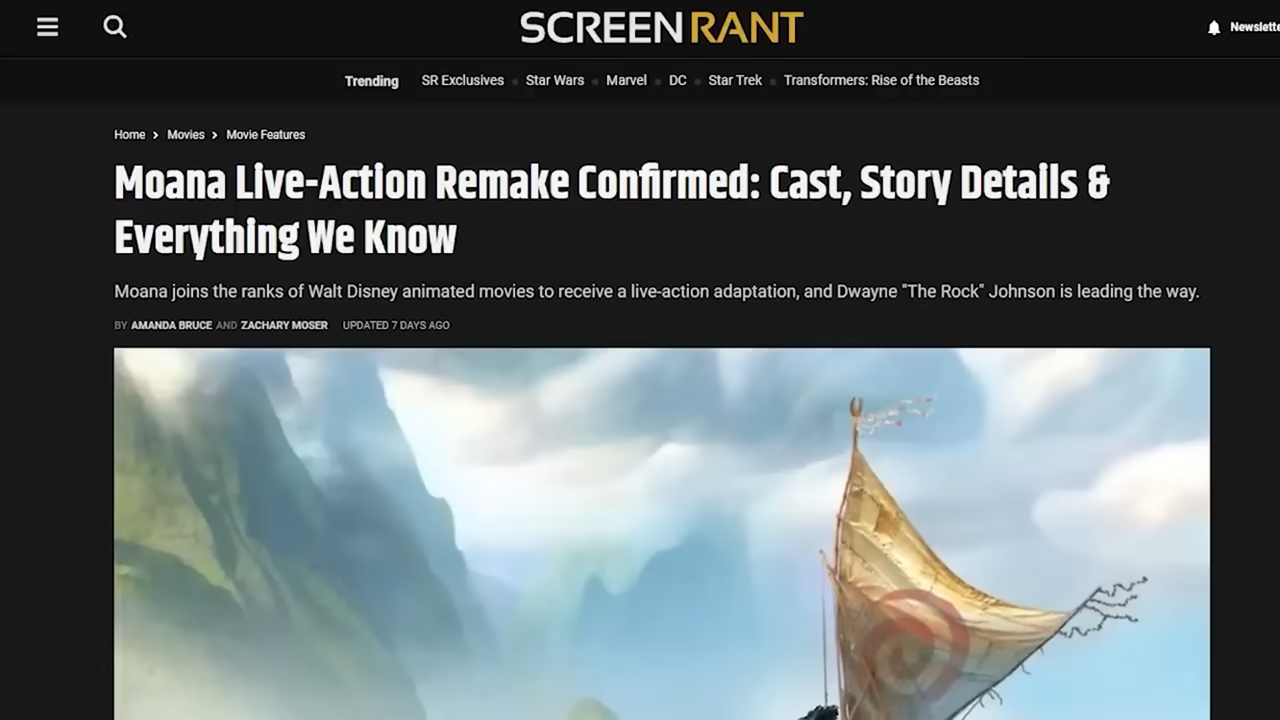 SCREENRANT
Newslette
Trending SR Exclusives Star Wars Marvel DC Star Trek Transformers: Rise of the Beasts
Home > Movies > Movie Features
Moana Live-Action Remake Confirmed: Cast, Story Details &
Everything We Know
Moana joins the ranks of Walt Disney animated movies to receive a live-action adaptation, and Dwayne "The Rock" Johnson is leading the way.
BY AMANDA BRUCE AND ZACHARY MOSER UPDATED 7 DAYS AGO